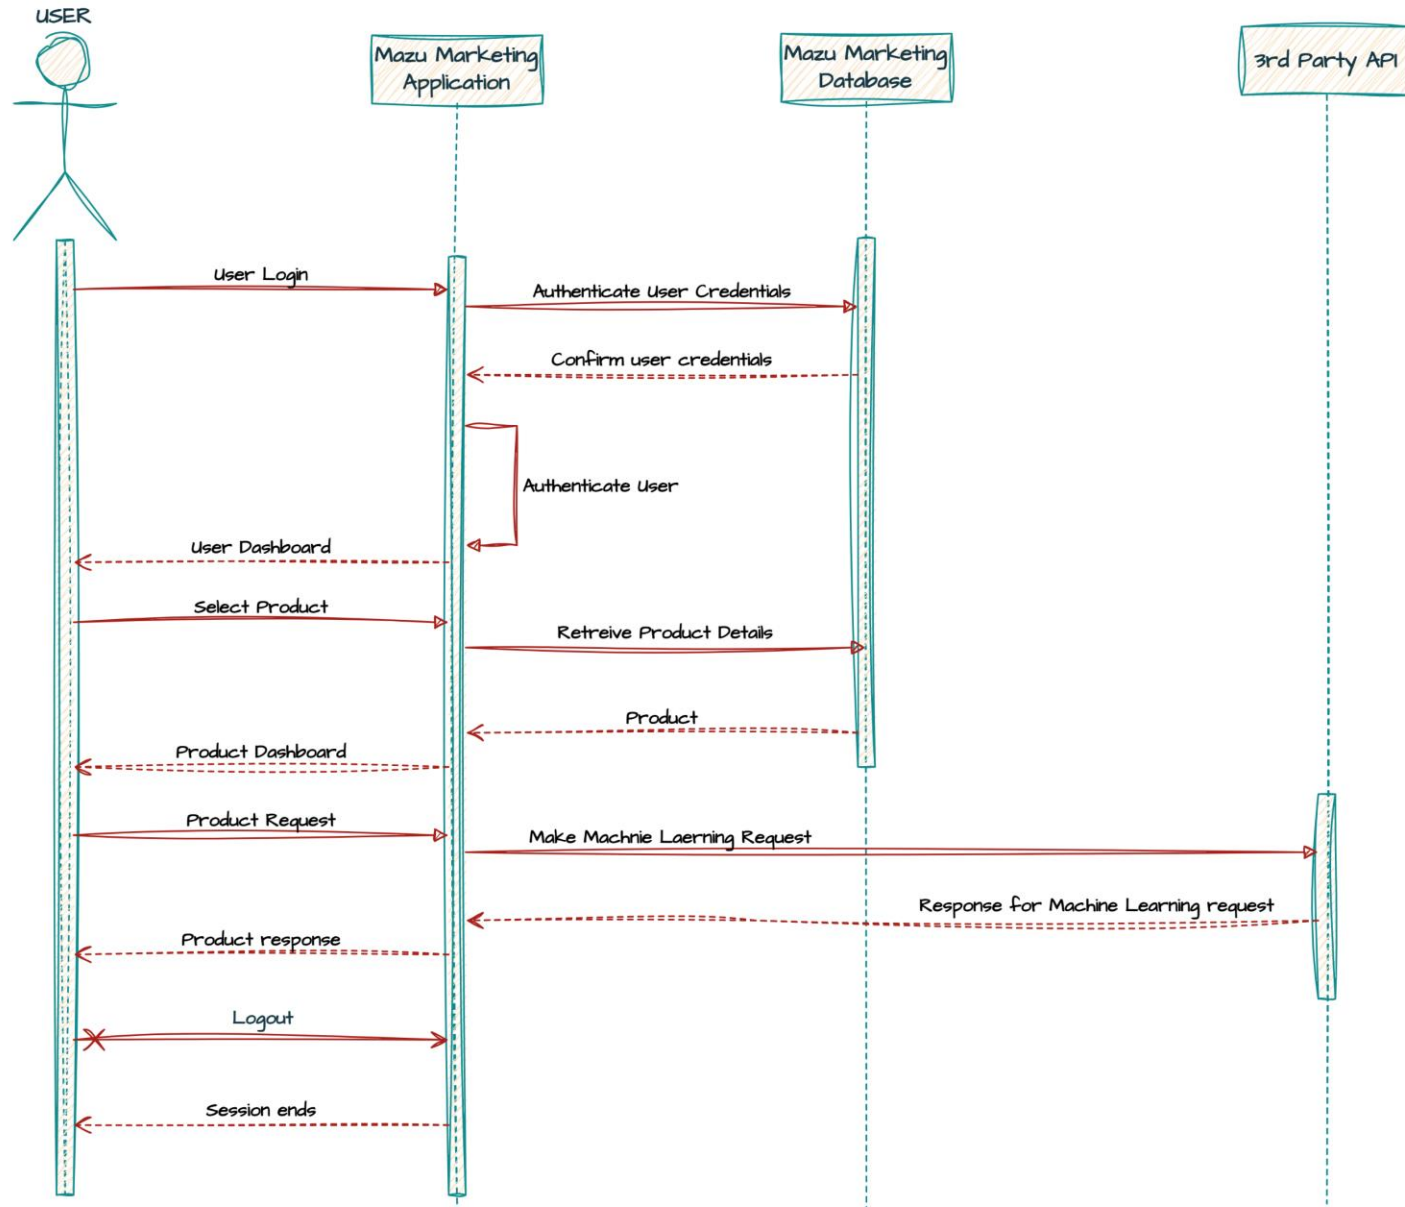 USER
Mazu Marketing
Application
Mazu Marketing
Database
3rd Party API
User Login
Authenticate User Credentials
Confirm user credentials
Authenticate User
User Dashboard
Select Product
Retreive Product Details
Product
Product Dashboard
Product Request
Make Machnie Laerning Request
Response for Machine Learning request
Product response
Logout
Session ends